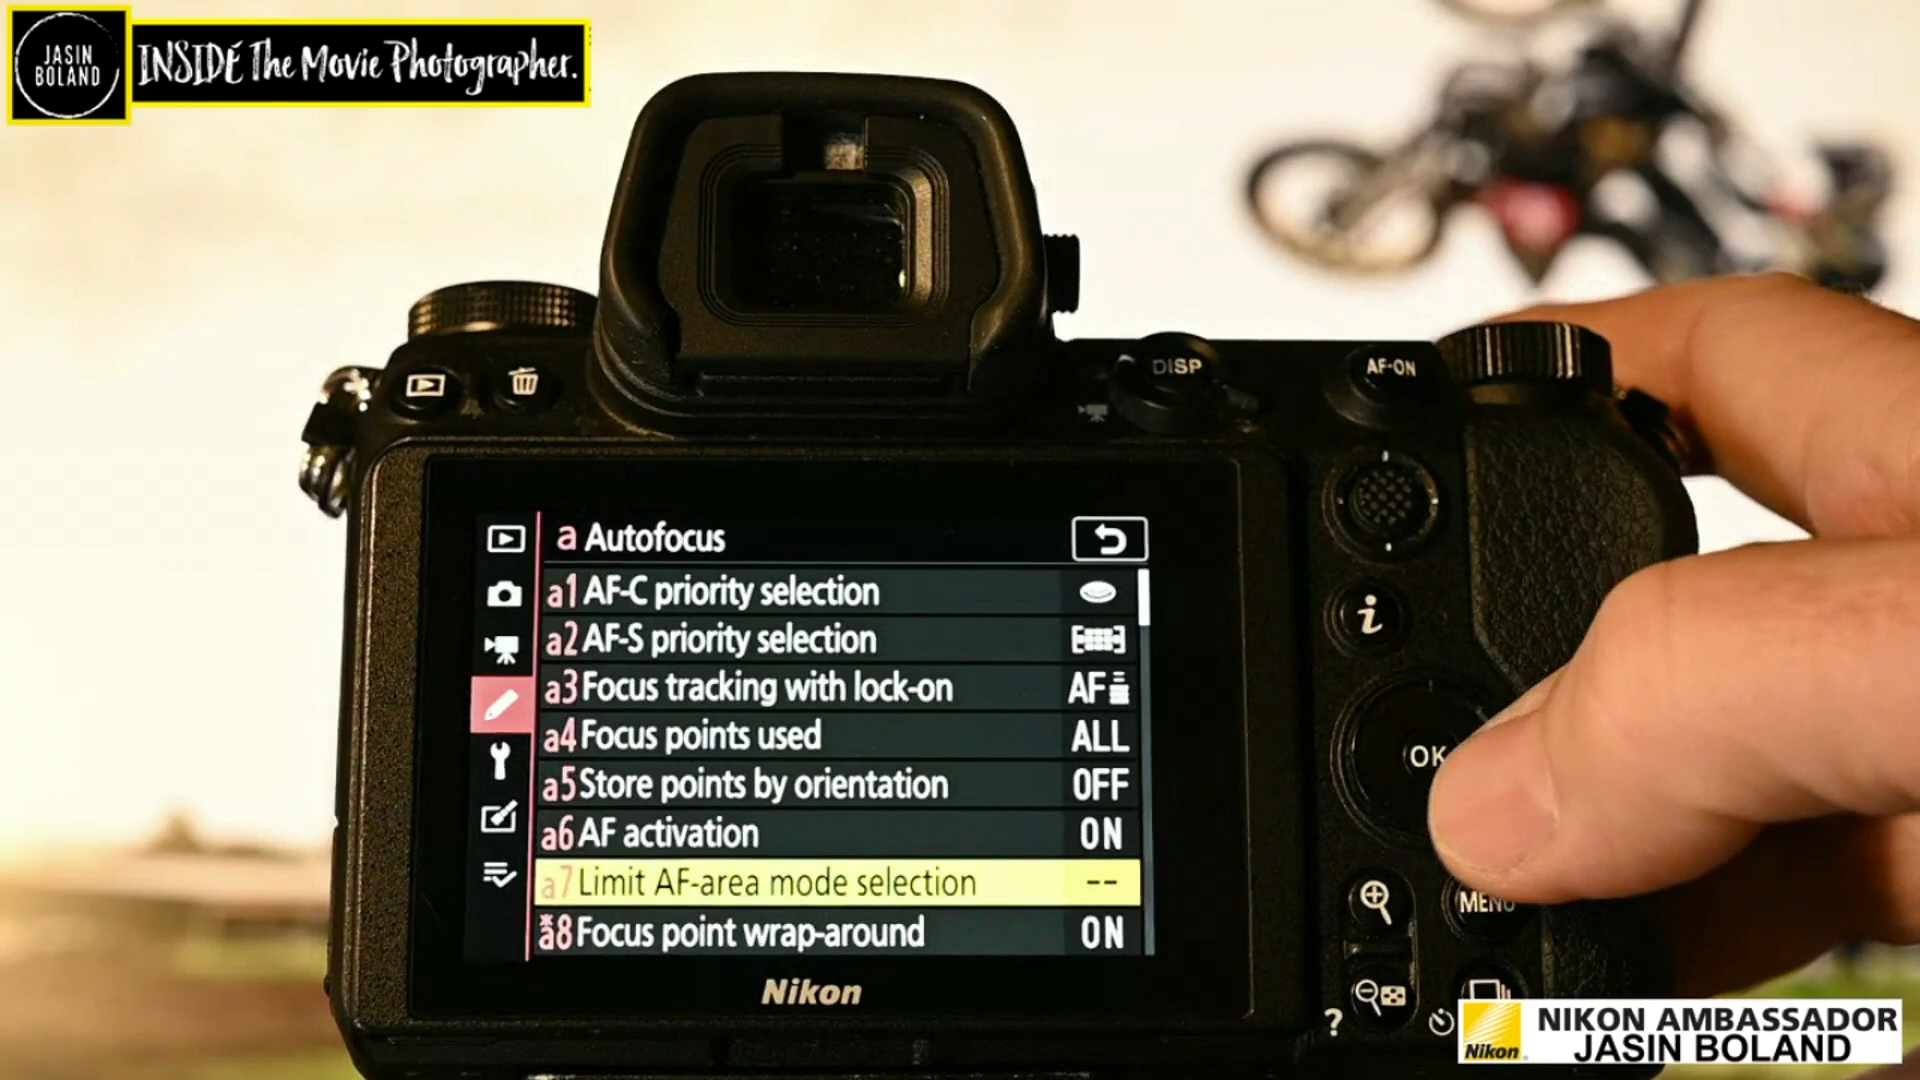 JASIN
BOLAND
INSIDE The Movie Photographer.
DISP
AF-ON
a Autofocus
a1 AF-C priority selection
a2 AF-S priority selection
a3 Focus tracking with lock-on AF
a4 Focus points used ALL
a5 Store points by orientation OFF
a6 AF activation ON
a7 Limit AF-area mode selection --
a8 Focus point wrap-around ON
i
OK
MENU
?
Nikon
Nikon
NIKON AMBASSADOR
JASIN BOLAND